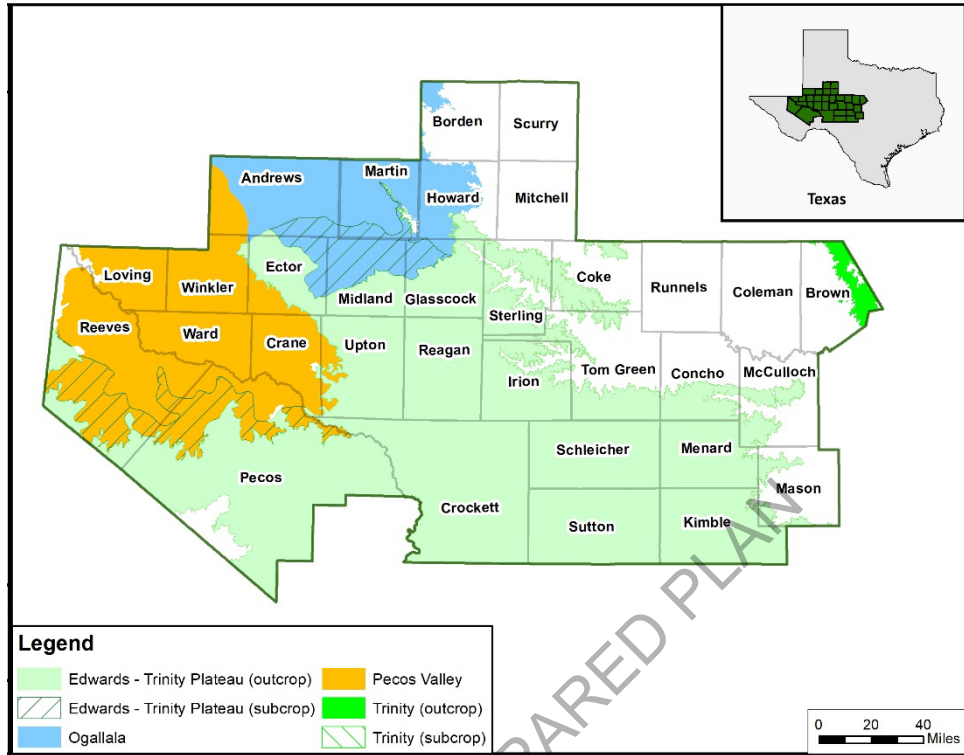 Texas
Borden
Scurry
Andrews
Martin
Howard
Mitchell
Loving
Winkler
Ector
Midland
Glasscock
Sterling
Coke
Runnels
Coleman
Brown
Reeves
Ward
Crane
Upton
Reagan
Irion
Tom Green
Concho
McCulloch
Pecos
Crockett
Schleicher
Menard
Mason
Sutton
Kimble
PARED PLAN
Legend
Edwards - Trinity Plateau (outcrop)
Pecos Valley
Edwards - Trinity Plateau (subcrop)
Trinity (outcrop)
Ogallala
Trinity (subcrop)
0 20 40
Miles